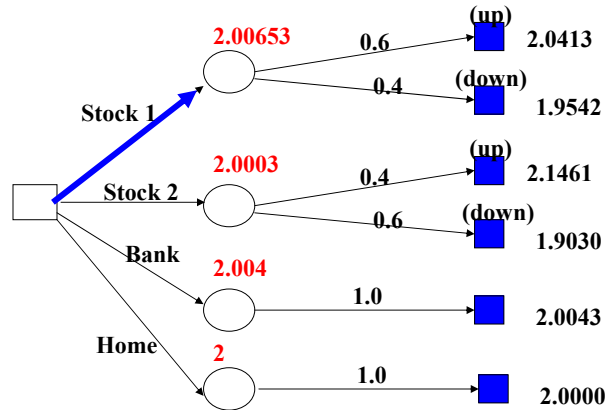 (up)
2.00653
0.6
2.0413
(down)
0.4
Stock 1
1.9542
(up)
2.0003
0.4
2.1461
Stock 2
0.6
(down)
1.9030
Bank
2.004
1.0
2.0043
Home
2
1.0
2.0000